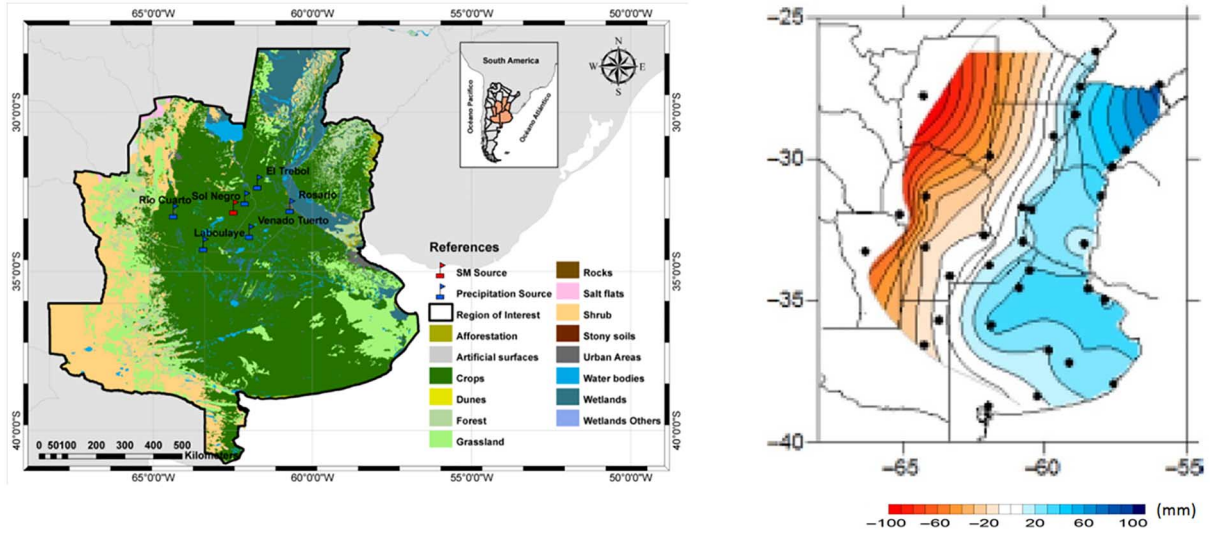 65°0'0"W
60°0'0"W
55°0'0"W
30°0'0"S
30°0'0"S
35°0'0"S
35°0'0"S
40°0'0"S
40°0'0"S
N
W
E
S
South America
Océano Pacifico
Océano Atlántico
El Trebol
Rio Cuarto
Sol Negro
Rosario
Venado Tuerto
Laboulaye
References
SM Source
Precipitation Source
Region of Interest
Afforestation
Artificial surfaces
Crops
Dunes
Forest
Grassland
Rocks
Salt flats
Shrub
Stony soils
Urban Areas
Water bodies
Wetlands
Wetlands Others
0 50 100 200 300 400 500
Kilometers
65°0'0"W
60°0'0"W
55°0'0"W
50°0'0"W
−25
−30
−35
−40
−65
−60
−55
−100 −60 −20 20 60 100
(mm)